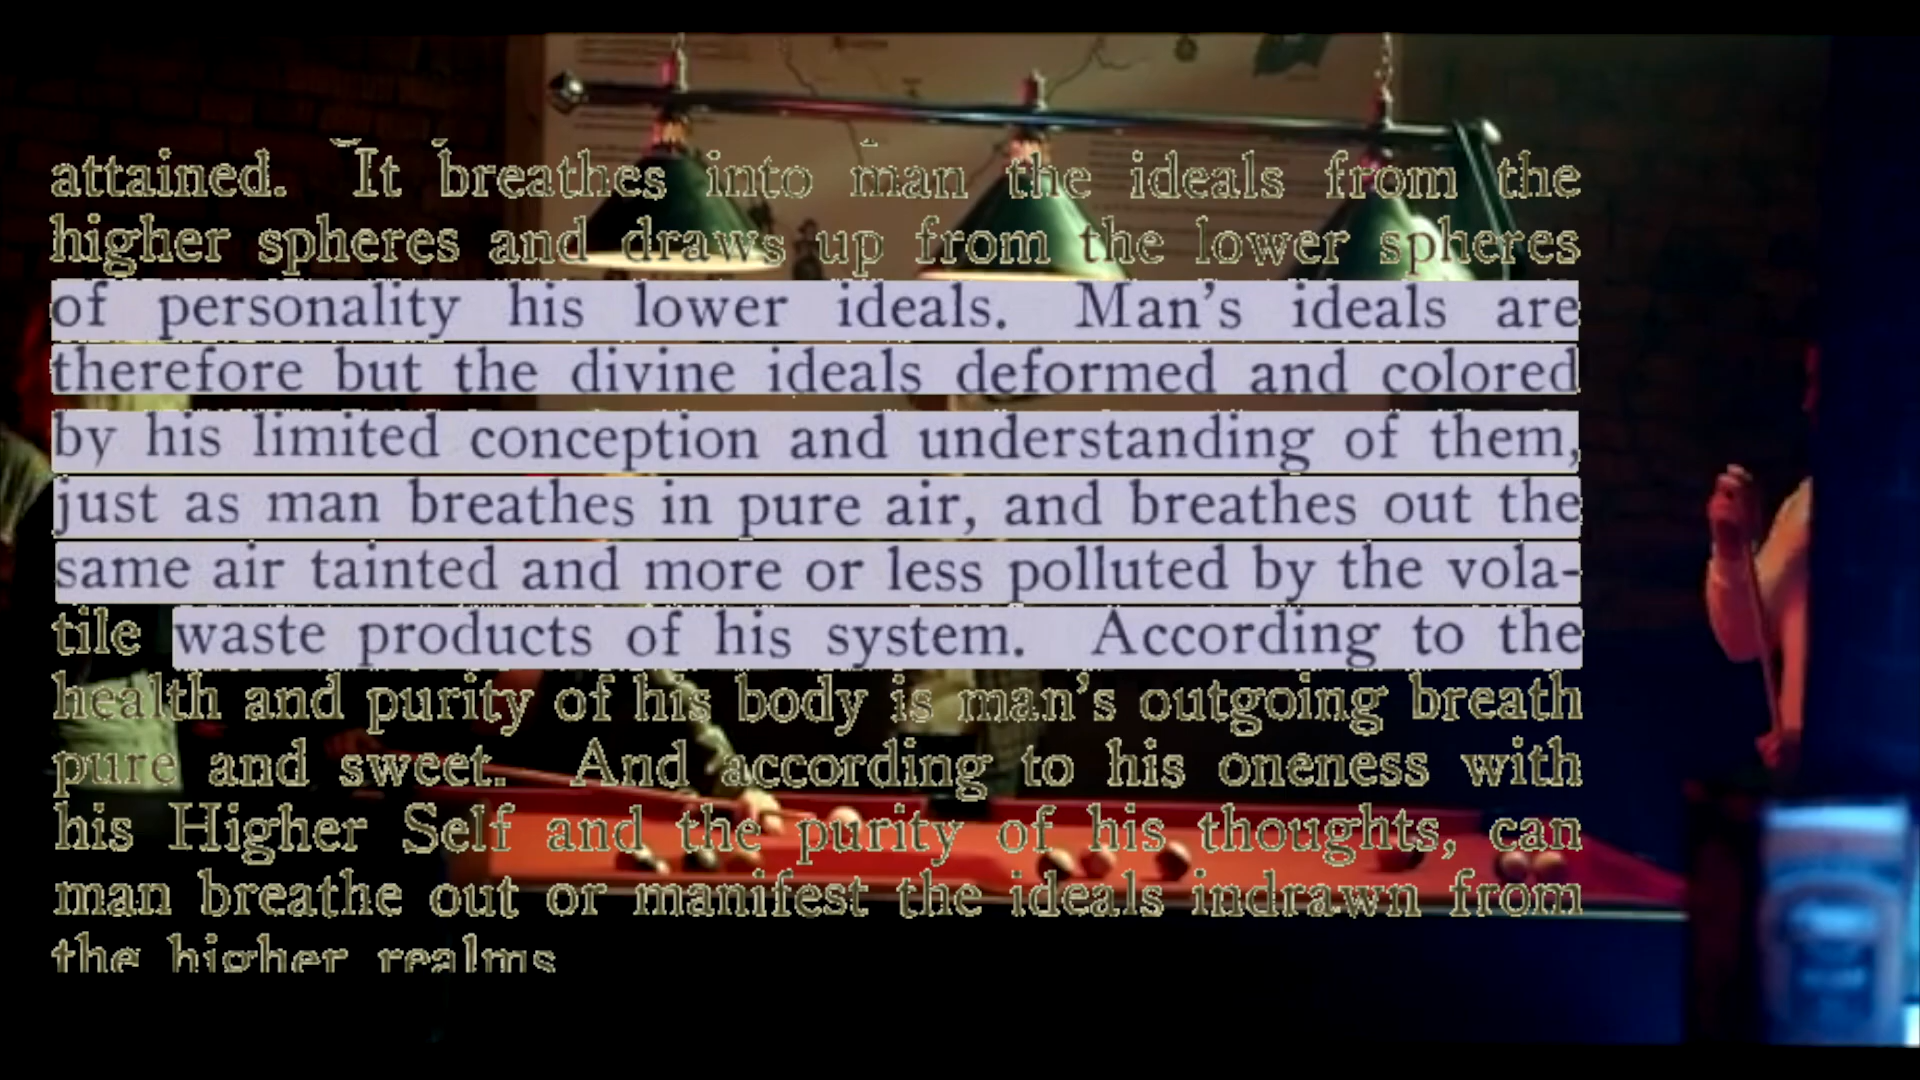 attained. It breathes into man the ideals from the
higher spheres and draws up from the lower spheres
of personality his lower ideals. Man's ideals are
therefore but the divine ideals deformed and colored
by his limited conception and understanding of them,
just as man breathes in pure air, and breathes out the
same air tainted and more or less polluted by the vola-
tile waste products of his system. According to the
health and purity of his body is man's outgoing breath
pure and sweet. And according to his oneness with
his Higher Self and the purity of his thoughts, can
man breathe out or manifest the ideals indrawn from
the higher realms